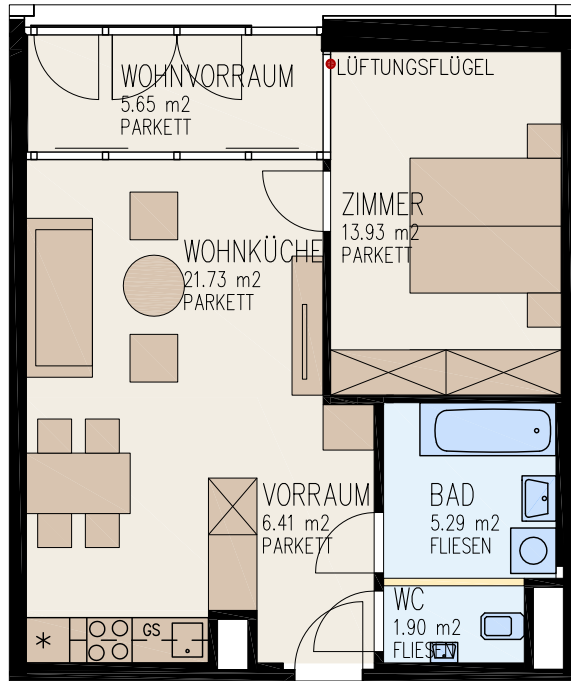 WOHNVORRAUM
5.65 m2
PARKETT
LÜFTUNGSFLÜGEL
ZIMMER
13.93 m2
PARKETT
WOHNKÜCHE
21.73 m2
PARKETT
VORRAUM
6.41 m2
PARKETT
BAD
5.29 m2
FLIESEN
WC
1.90 m2
FLIESEN
GS